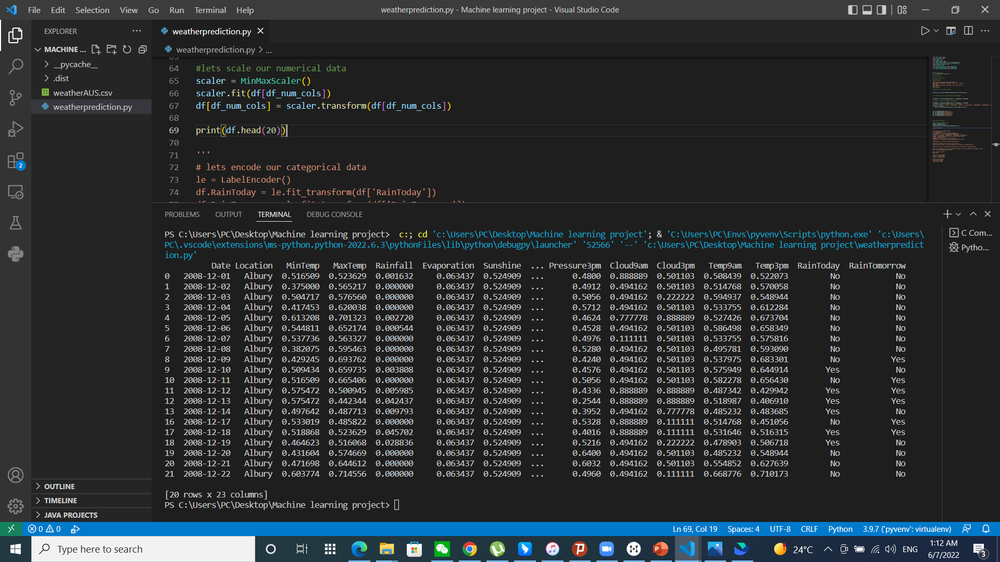 File Edit Selection View Go Run Terminal Help
weatherprediction.py - Machine learning project - Visual Studio Code
EXPLORER
MACHINE ...
__pycache__
.dist
weatherAUS.csv
weatherprediction.py
OUTLINE
TIMELINE
JAVA PROJECTS
2
weatherprediction.py
weatherprediction.py > ...
64 #lets scale our numerical data
65 scaler = MinMaxScaler()
66 scaler.fit(df[df_num_cols])
67 df[df_num_cols] = scaler.transform(df[df_num_cols])
68
69 print(df.head(20))
70
71 '''
72 # lets encode our categorical data
73 le = LabelEncoder()
74 df.RainToday = le.fit_transform(df['RainToday'])
PROBLEMS OUTPUT TERMINAL DEBUG CONSOLE
C Com...
Pytho...
PS C:\Users\PC\Desktop\Machine learning project> c:; cd 'c:\Users\PC\Desktop\Machine learning project'; & 'C:\Users\PC\Envs\pyvenv\Scripts\python.exe' 'c:\Users\
PC\.vscode\extensions\ms-python.python-2022.6.3\pythonFiles\lib\python\debugpy\launcher' '52566' '--' 'c:\Users\PC\Desktop\Machine learning project\weatherpredict
ion.py'
Date Location MinTemp MaxTemp Rainfall Evaporation Sunshine ... Pressure3pm Cloud9am Cloud3pm Temp9am Temp3pm RainToday RainTomorrow
0 2008-12-01 Albury 0.516509 0.523629 0.001632 0.063437 0.524909 ... 0.4800 0.888889 0.501103 0.508439 0.522073 No No
1 2008-12-02 Albury 0.375000 0.565217 0.000000 0.063437 0.524909 ... 0.4912 0.494162 0.501103 0.514768 0.570058 No No
2 2008-12-03 Albury 0.504717 0.576560 0.000000 0.063437 0.524909 ... 0.5056 0.494162 0.222222 0.594937 0.548944 No No
3 2008-12-04 Albury 0.417453 0.620038 0.000000 0.063437 0.524909 ... 0.5712 0.494162 0.501103 0.533755 0.612284 No No
4 2008-12-05 Albury 0.613208 0.701323 0.002720 0.063437 0.524909 ... 0.4624 0.777778 0.888889 0.527426 0.673704 No No
5 2008-12-06 Albury 0.544811 0.652174 0.000544 0.063437 0.524909 ... 0.4528 0.494162 0.501103 0.586498 0.658349 No No
6 2008-12-07 Albury 0.537736 0.563327 0.000000 0.063437 0.524909 ... 0.4976 0.111111 0.501103 0.533755 0.575816 No No
7 2008-12-08 Albury 0.382075 0.595463 0.000000 0.063437 0.524909 ... 0.5280 0.494162 0.501103 0.495781 0.593090 No No
8 2008-12-09 Albury 0.429245 0.693762 0.000000 0.063437 0.524909 ... 0.4240 0.494162 0.501103 0.537975 0.683301 No Yes
9 2008-12-10 Albury 0.509434 0.659735 0.003808 0.063437 0.524909 ... 0.4576 0.494162 0.501103 0.575949 0.644914 Yes No
10 2008-12-11 Albury 0.516509 0.665406 0.000000 0.063437 0.524909 ... 0.5056 0.494162 0.501103 0.582278 0.656430 No Yes
11 2008-12-12 Albury 0.575472 0.500945 0.005985 0.063437 0.524909 ... 0.4336 0.888889 0.888889 0.487342 0.429942 Yes Yes
12 2008-12-13 Albury 0.575472 0.442344 0.042437 0.063437 0.524909 ... 0.2544 0.888889 0.888889 0.518987 0.406910 Yes Yes
13 2008-12-14 Albury 0.497642 0.487713 0.009793 0.063437 0.524909 ... 0.3952 0.494162 0.777778 0.485232 0.483685 Yes No
16 2008-12-17 Albury 0.533019 0.485822 0.000000 0.063437 0.524909 ... 0.5328 0.888889 0.111111 0.514768 0.451056 No Yes
17 2008-12-18 Albury 0.518868 0.523629 0.045702 0.063437 0.524909 ... 0.4016 0.888889 0.111111 0.531646 0.516315 Yes Yes
18 2008-12-19 Albury 0.464623 0.516068 0.028836 0.063437 0.524909 ... 0.5216 0.494162 0.222222 0.478903 0.506718 Yes No
19 2008-12-20 Albury 0.431604 0.574669 0.000000 0.063437 0.524909 ... 0.6400 0.494162 0.501103 0.485232 0.548944 No No
20 2008-12-21 Albury 0.471698 0.644612 0.000000 0.063437 0.524909 ... 0.6032 0.494162 0.501103 0.554852 0.627639 No No
21 2008-12-22 Albury 0.603774 0.714556 0.000000 0.063437 0.524909 ... 0.4960 0.494162 0.111111 0.668776 0.710173 No No
[20 rows x 23 columns]
PS C:\Users\PC\Desktop\Machine learning project>
0 0 Ln 69, Col 19 Spaces: 4 UTF-8 CRLF Python 3.9.7 ('pyvenv': virtualenv)
Type here to search
24°C ENG
1:12 AM
6/7/2022
3